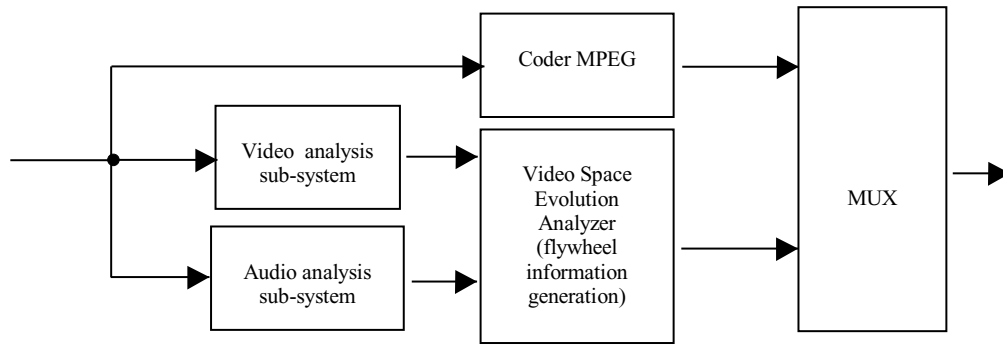 Coder MPEG
Video analysis
sub-system
Audio analysis
sub-system
Video Space
Evolution
Analyzer
(flywheel
information
generation)
MUX